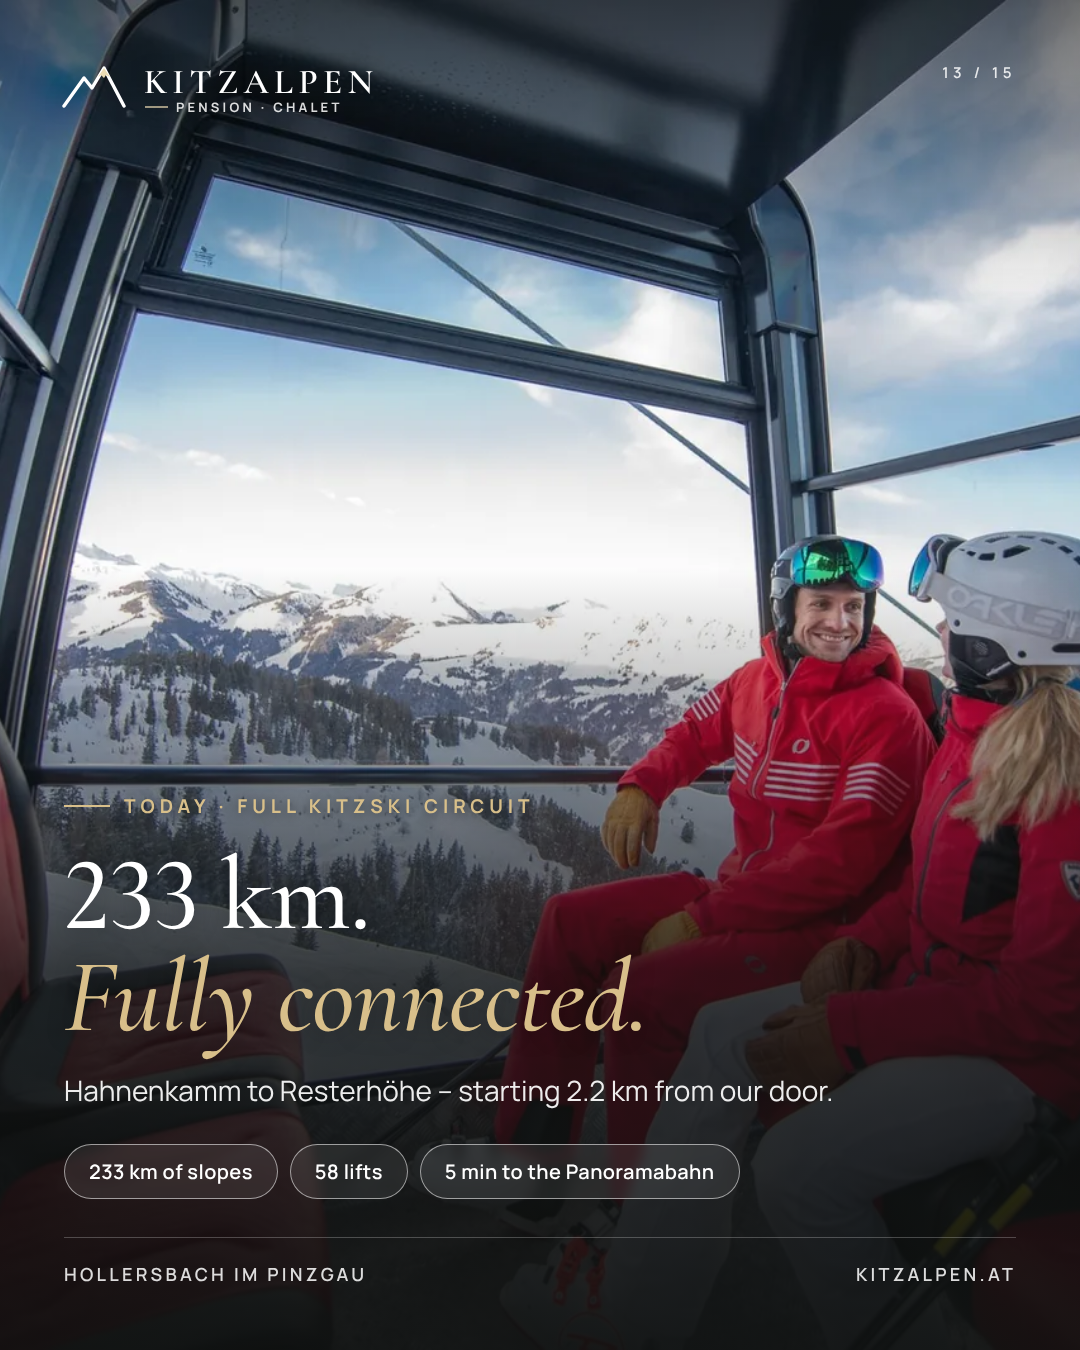 KITZALPEN
PENSION · CHALET
13 / 15
OAKLEY
TODAY · FULL KITZSKI CIRCUIT
233 km.
Fully connected.
Hahnenkamm to Resterhöhe – starting 2.2 km from our door.
233 km of slopes
58 lifts
5 min to the Panoramabahn
HOLLERSBACH IM PINZGAU
KITZALPEN.AT